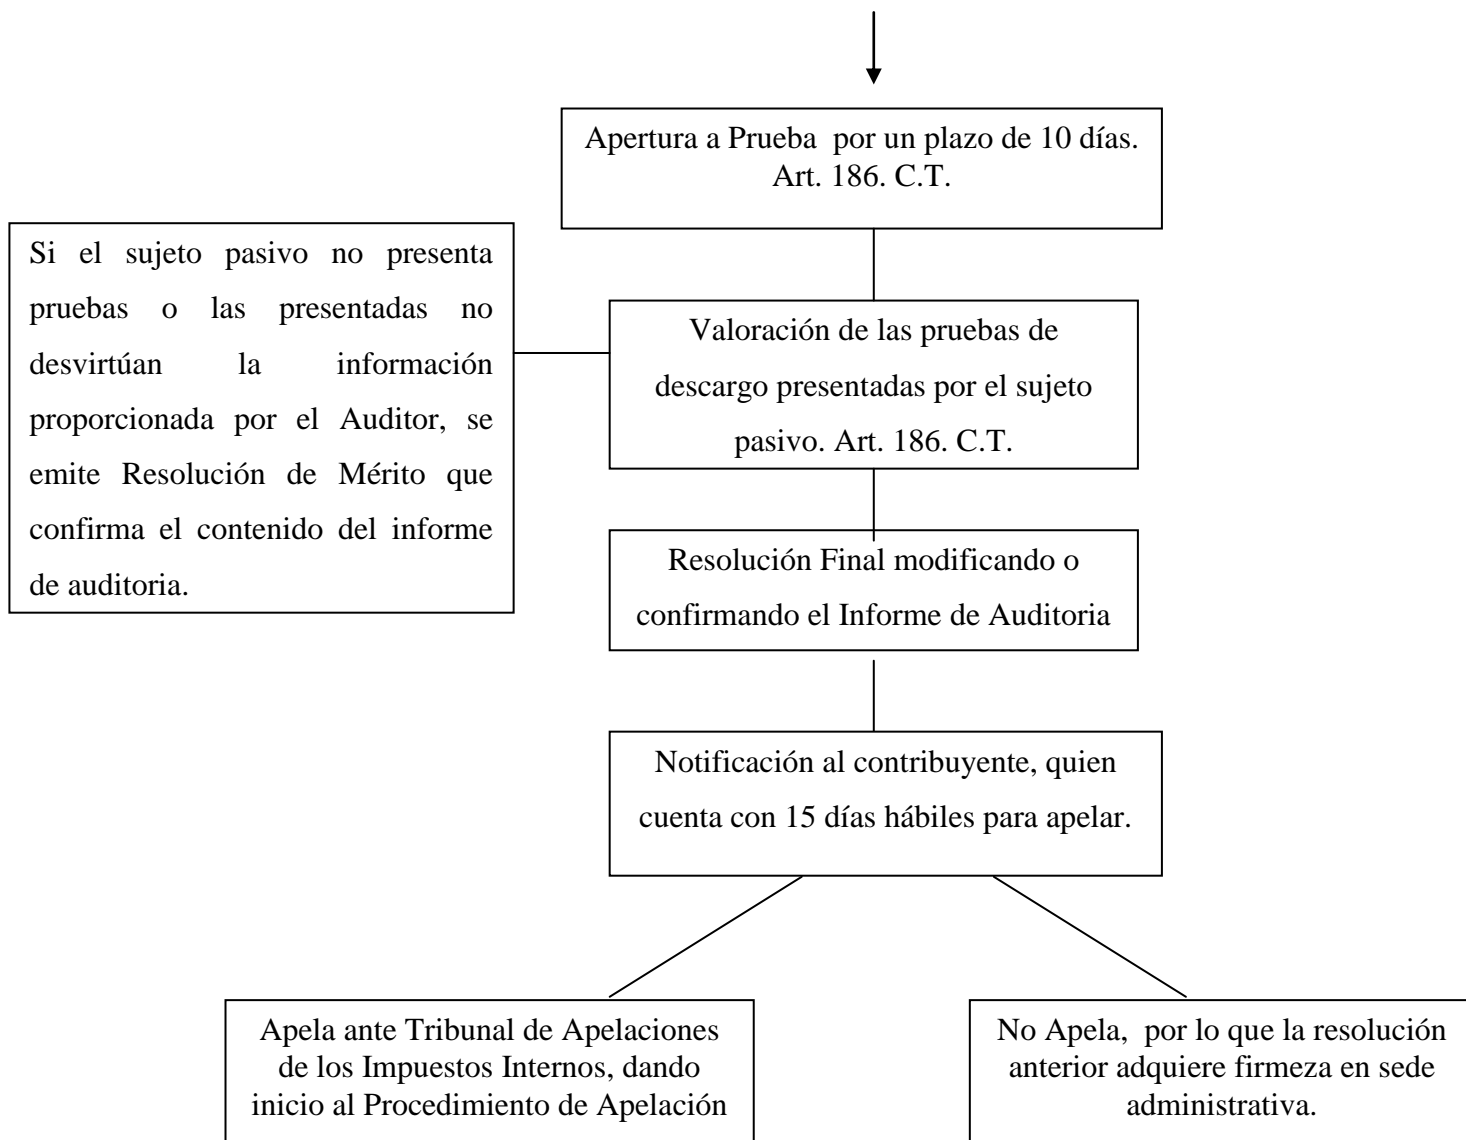 Apertura a Prueba por un plazo de 10 días.
Art. 186. C.T.
Si el sujeto pasivo no presenta
pruebas o las presentadas no
desvirtúan la información
proporcionada por el Auditor, se
emite Resolución de Mérito que
confirma el contenido del informe
de auditoria.
Valoración de las pruebas de
descargo presentadas por el sujeto
pasivo. Art. 186. C.T.
Resolución Final modificando o
confirmando el Informe de Auditoria
Notificación al contribuyente, quien
cuenta con 15 días hábiles para apelar.
Apela ante Tribunal de Apelaciones
de los Impuestos Internos, dando
inicio al Procedimiento de Apelación
No Apela, por lo que la resolución
anterior adquiere firmeza en sede
administrativa.